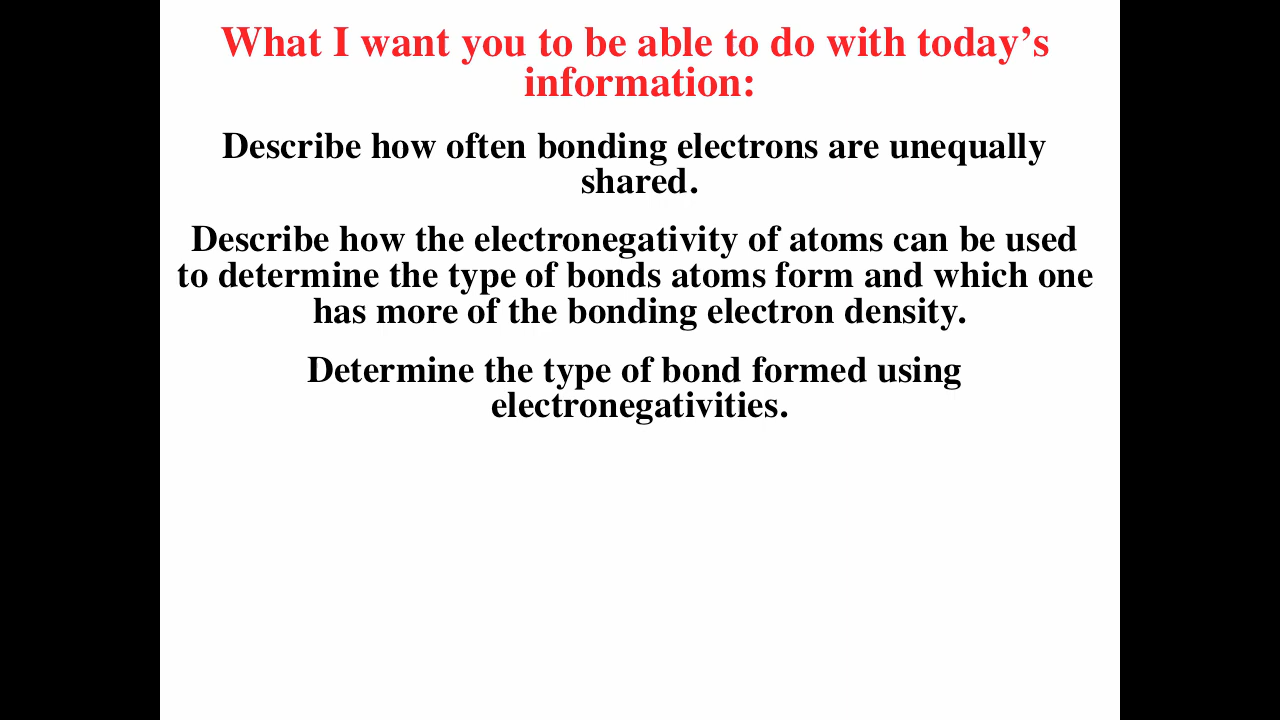 What I want you to be able to do with today’s
information:
Describe how often bonding electrons are unequally
shared.
Describe how the electronegativity of atoms can be used
to determine the type of bonds atoms form and which one
has more of the bonding electron density.
Determine the type of bond formed using
electronegativities.